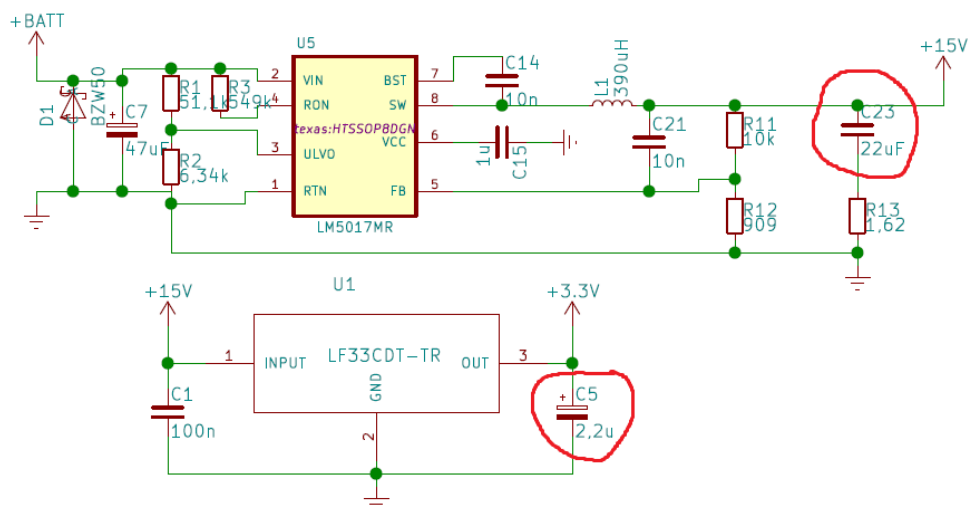 +BATT
U5
+15V
D1
BZW50
C7
47uF
R1
51,1k
R3
549k
R2
6,34k
2
VIN
4
RON
texas:HTSSOP8DGN
3
ULVO
1
RTN
BST
7
SW
8
VCC
6
FB
5
LM5017MR
C14
10n
1u
C15
L1
390uH
C21
10n
R11
10k
R12
909
C23
22uF
R13
1,62
+15V
U1
+3.3V
1
INPUT
LF33CDT-TR
OUT
3
GND
2
C1
100n
+
C5
2,2u